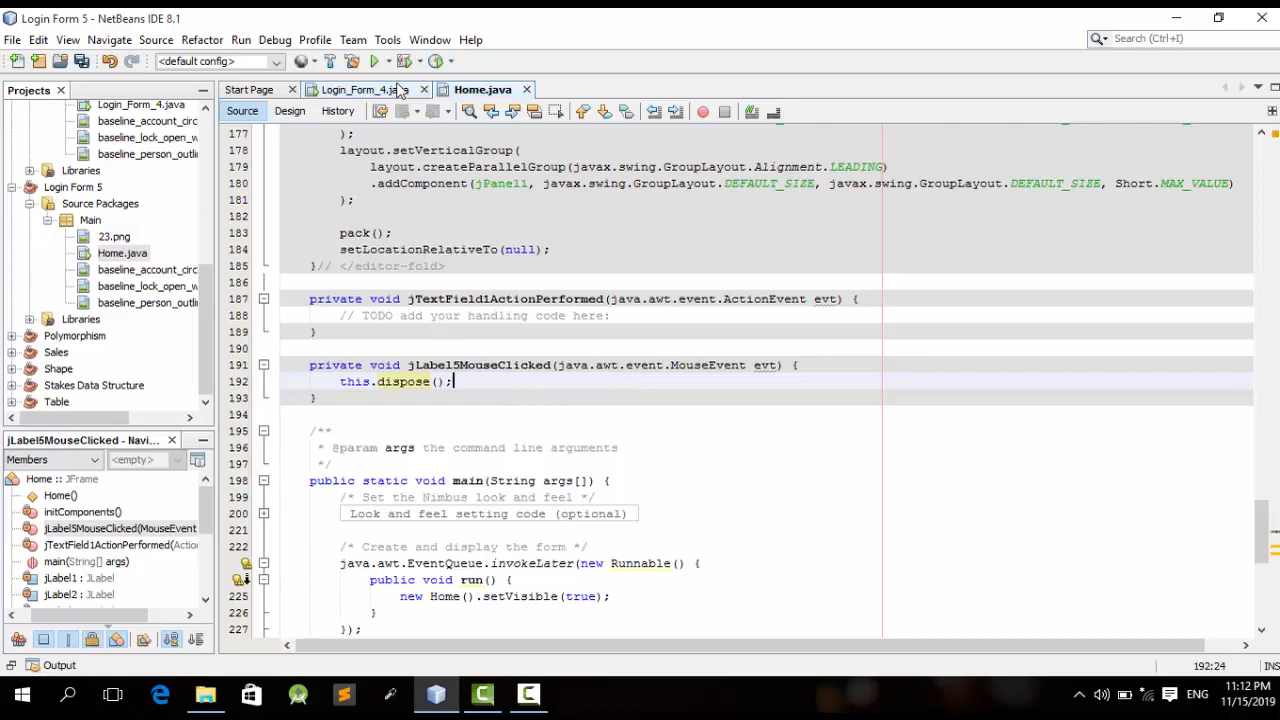 Login Form 5 - NetBeans IDE 8.1
File Edit View Navigate Source Refactor Run Debug Profile Team Tools Window Help
Search (Ctrl+I)
<default config>
Projects
Start Page
Login_Form_4.java
Home.java
Source Design History
Login_Form_4.java
baseline_account_circ
baseline_lock_open_w
baseline_person_outlin
Libraries
Login Form 5
Source Packages
Main
23.png
Home.java
baseline_account_circ
baseline_lock_open_w
baseline_person_outlin
Libraries
Polymorphism
Sales
Shape
Stakes Data Structure
Table
jLabel5MouseClicked - Navi...
Members
<empty>
Home :: JFrame
Home()
initComponents()
jLabel5MouseClicked(MouseEvent
jTextField1ActionPerformed(Actio
main(String[] args)
jLabel1 : JLabel
jLabel2 : JLabel
177 );
178 layout.setVerticalGroup(
179 layout.createParallelGroup(javax.swing.GroupLayout.Alignment.LEADING)
180 .addComponent(jPanel1, javax.swing.GroupLayout.DEFAULT_SIZE, javax.swing.GroupLayout.DEFAULT_SIZE, Short.MAX_VALUE)
181 );
182
183 pack();
184 setLocationRelativeTo(null);
185 }// </editor-fold>
186
187 private void jTextField1ActionPerformed(java.awt.event.ActionEvent evt) {
188 // TODO add your handling code here:
189 }
190
191 private void jLabel5MouseClicked(java.awt.event.MouseEvent evt) {
192 this.dispose();
193 }
194
195 /**
196 * @param args the command line arguments
197 */
198 public static void main(String args[]) {
199 /* Set the Nimbus look and feel */
200 Look and feel setting code (optional)
221
222 /* Create and display the form */
java.awt.EventQueue.invokeLater(new Runnable() {
public void run() {
225 new Home().setVisible(true);
226 }
227 });
Output
192:24
INS
ENG
11:12 PM
11/15/2019